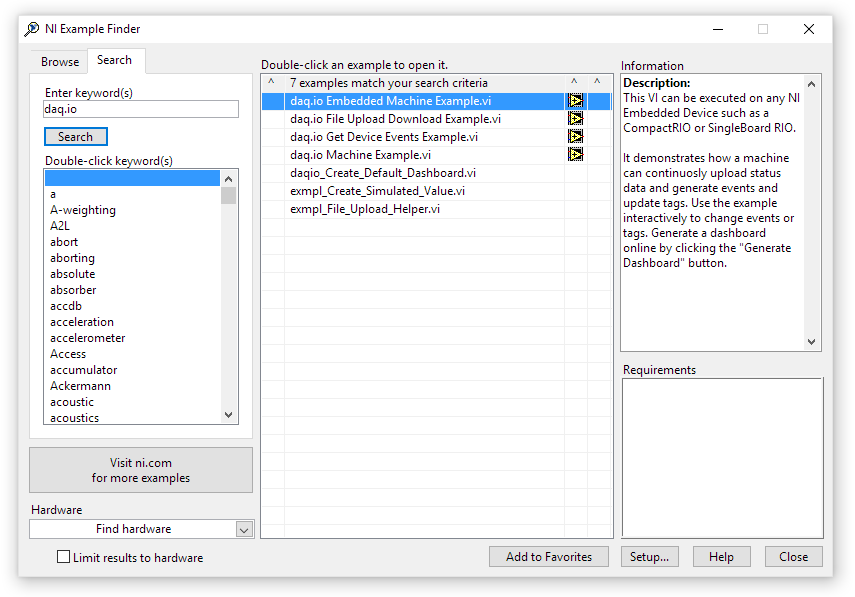 NI Example Finder
Browse
Search
Enter keyword(s)
daq.io
Search
Double-click keyword(s)
a
A-weighting
A2L
abort
aborting
absolute
absorber
accdb
acceleration
accelerometer
Access
accumulator
Ackermann
acoustic
acoustics
Visit ni.com
for more examples
Hardware
Find hardware
Limit results to hardware
Double-click an example to open it.
^ 7 examples match your search criteria ^ ^
daq.io Embedded Machine Example.vi
daq.io File Upload Download Example.vi
daq.io Get Device Events Example.vi
daq.io Machine Example.vi
daqio_Create_Default_Dashboard.vi
exmpl_Create_Simulated_Value.vi
exmpl_File_Upload_Helper.vi
Information
Description:
This VI can be executed on any NI
Embedded Device such as a
CompactRIO or SingleBoard RIO.
It demonstrates how a machine
can continuosly upload status
data and generate events and
update tags. Use the example
interactively to change events or
tags. Generate a dashboard
online by clicking the "Generate
Dashboard" button.
Requirements
Add to Favorites
Setup...
Help
Close